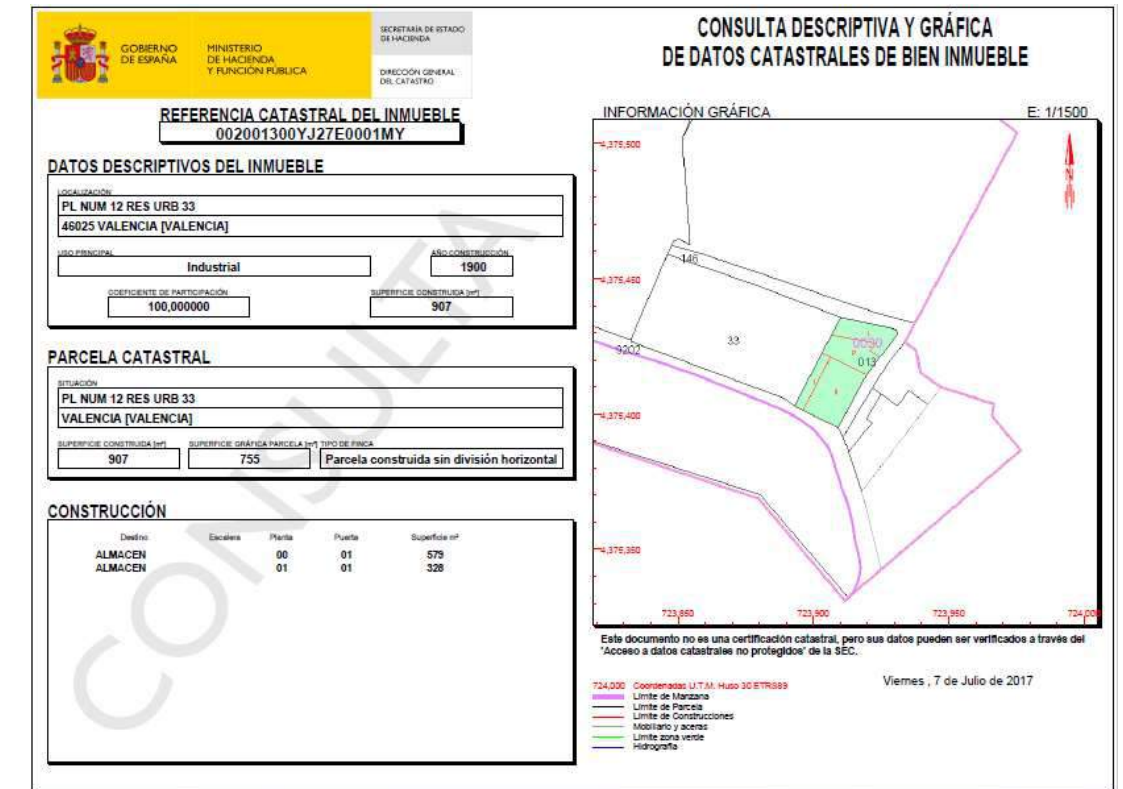 GOBIERNO
DE ESPAÑA
MINISTERIO
DE HACIENDA
Y FUNCIÓN PÚBLICA
SECRETARÍA DE ESTADO
DE HACIENDA
DIRECCIÓN GENERAL
DEL CATASTRO
REFERENCIA CATASTRAL DEL INMUEBLE
002001300YJ27E0001MY
DATOS DESCRIPTIVOS DEL INMUEBLE
LOCALIZACIÓN
PL NUM 12 RES URB 33
46025 VALENCIA [VALENCIA]
USO PRINCIPAL AÑO CONSTRUCCIÓN
Industrial 1900
COEFICIENTE DE PARTICIPACIÓN SUPERFICIE CONSTRUIDA [m²]
100,000000 907
PARCELA CATASTRAL
SITUACIÓN
PL NUM 12 RES URB 33
VALENCIA [VALENCIA]
SUPERFICIE CONSTRUIDA [m²] SUPERFICIE GRÁFICA PARCELA [m²] TIPO DE FINCA
907 755 Parcela construida sin división horizontal
CONSTRUCCIÓN
Destino Escalera Planta Puerta Superficie m²
ALMACEN 00 01 579
ALMACEN 01 01 328
CONSULTA
CONSULTA DESCRIPTIVA Y GRÁFICA
DE DATOS CATASTRALES DE BIEN INMUEBLE
INFORMACIÓN GRÁFICA E: 1/1500
4,375,500
146
4,375,450
33
9202
013
4,375,400
4,375,350
723,850 723,900 723,950 724,000
Este documento no es una certificación catastral, pero sus datos pueden ser verificados a través del
'Acceso a datos catastrales no protegidos' de la SEC.
724,000 Coordenadas U.T.M. Huso 30 ETRS89
Límite de Manzana
Límite de Parcela
Límite de Construcciones
Mobiliario y aceras
Límite zona verde
Hidrografía
Viernes , 7 de Julio de 2017